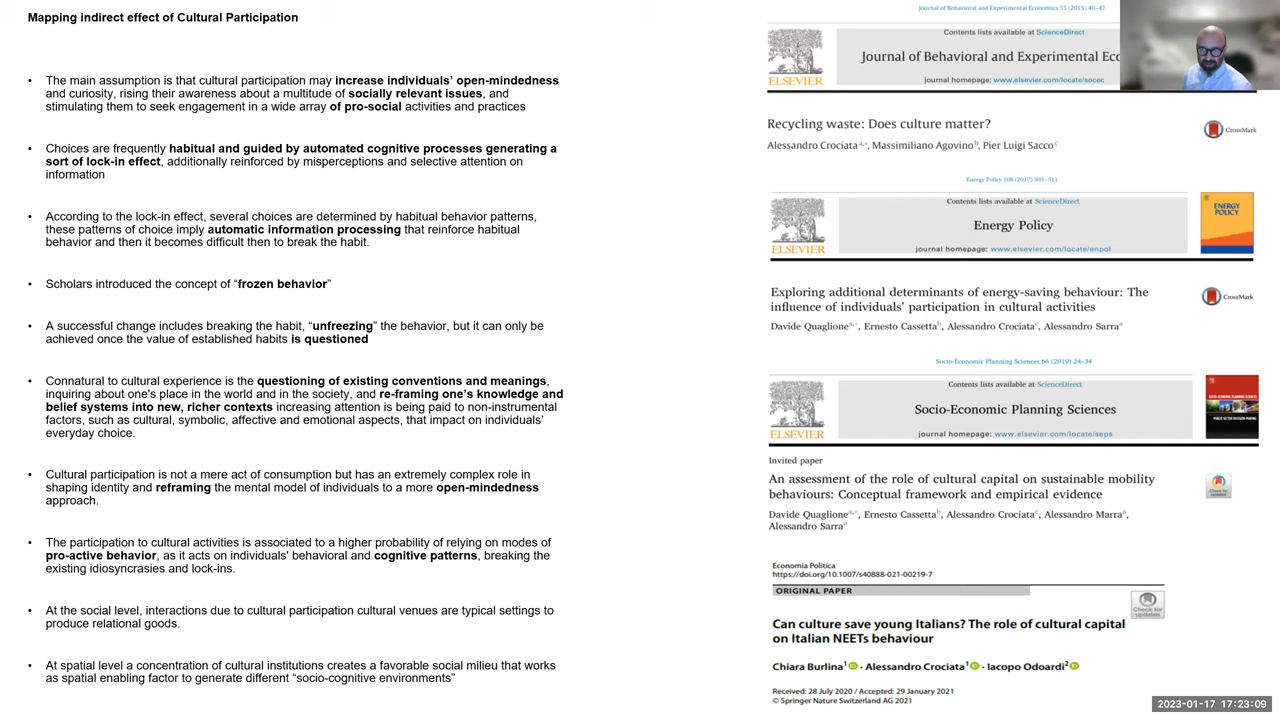 Mapping indirect effect of Cultural Participation
• The main assumption is that cultural participation may increase individuals' open-mindedness
and curiosity, rising their awareness about a multitude of socially relevant issues, and
stimulating them to seek engagement in a wide array of pro-social activities and practices
• Choices are frequently habitual and guided by automated cognitive processes generating a
sort of lock-in effect, additionally reinforced by misperceptions and selective attention on
information
• According to the lock-in effect, several choices are determined by habitual behavior patterns,
these patterns of choice imply automatic information processing that reinforce habitual
behavior, and then it becomes difficult then to break the habit.
• Scholars introduced the concept of “frozen behavior”
• A successful change includes breaking the habit, “unfreezing” the behavior, but it can only be
achieved once the value of established habits is questioned
• Connatural to cultural experience is the questioning of existing conventions and meanings,
inquiring about one's place in the world and in the society, and re-framing one's knowledge and
belief systems into new, richer contexts increasing attention is being paid to non-instrumental
factors, such as cultural, symbolic, affective and emotional aspects, that impact on individuals'
everyday choice.
• Cultural participation is not a mere act of consumption but has an extremely complex role in
shaping identity and reframing the mental model of individuals to a more open-mindedness
approach.
• The participation to cultural activities is associated to a higher probability of relying on modes of
pro-active behavior, as it acts on individuals' behavioral and cognitive patterns, breaking the
existing idiosyncrasies and lock-ins.
• At the social level, interactions due to cultural participation cultural venues are typical settings to
produce relational goods.
• At spatial level a concentration of cultural institutions creates a favorable social milieu that works
as spatial enabling factor to generate different “socio-cognitive environments”
Journal of Behavioral and Experimental Economics 55 (2015) 40–47
Contents lists available at ScienceDirect
Journal of Behavioral and Experimental Ec
journal homepage: www.elsevier.com/locate/socec
ELSEVIER
Recycling waste: Does culture matter?
CrossMark
Alessandro Crociata a,*, Massimiliano Agovino b, Pier Luigi Sacco c
Energy Policy 108 (2017) 503–511
Contents lists available at ScienceDirect
Energy Policy
journal homepage: www.elsevier.com/locate/enpol
ELSEVIER
ENERGY
POLICY
Exploring additional determinants of energy-saving behaviour: The
influence of individuals' participation in cultural activities
CrossMark
Davide Quaglione a,*, Ernesto Cassetta b, Alessandro Crociata c, Alessandro Sarra a
Socio-Economic Planning Sciences 66 (2019) 24–34
Contents lists available at ScienceDirect
Socio-Economic Planning Sciences
journal homepage: www.elsevier.com/locate/seps
ELSEVIER
Invited paper
An assessment of the role of cultural capital on sustainable mobility
behaviours: Conceptual framework and empirical evidence
Check for
updates
Davide Quaglione a,*, Ernesto Cassetta b, Alessandro Crociata c, Alessandro Marra a,
Alessandro Sarra a
Economia Politica
https://doi.org/10.1007/s40888-021-00219-7
ORIGINAL PAPER
Check for
updates
Can culture save young Italians? The role of cultural capital
on Italian NEETs behaviour
Chiara Burlina1 · Alessandro Crociata1 · Iacopo Odoardi2
Received: 28 July 2020 / Accepted: 29 January 2021
© Springer Nature Switzerland AG 2021
2023-01-17 17:23:09